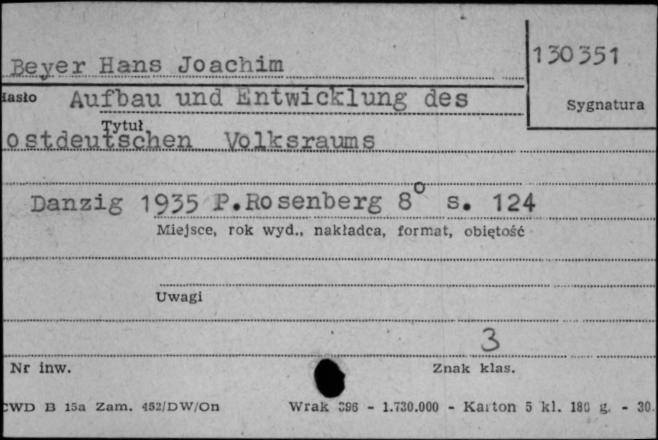 Beyer Hans Joachim
130351
Hasło Aufbau und Entwicklung des
Sygnatura
Tytuł
ostdeutschen Volksraums
Danzig 1935 P.Rosenberg 8° s. 124
Miejsce, rok wyd., nakładca, format, objętość
Uwagi
3
Nr inw.
Znak klas.
CWD B 15a Zam. 452/DW/On Wrak 396 - 1.730.000 - Karton 5 kl. 180 g. - 30.